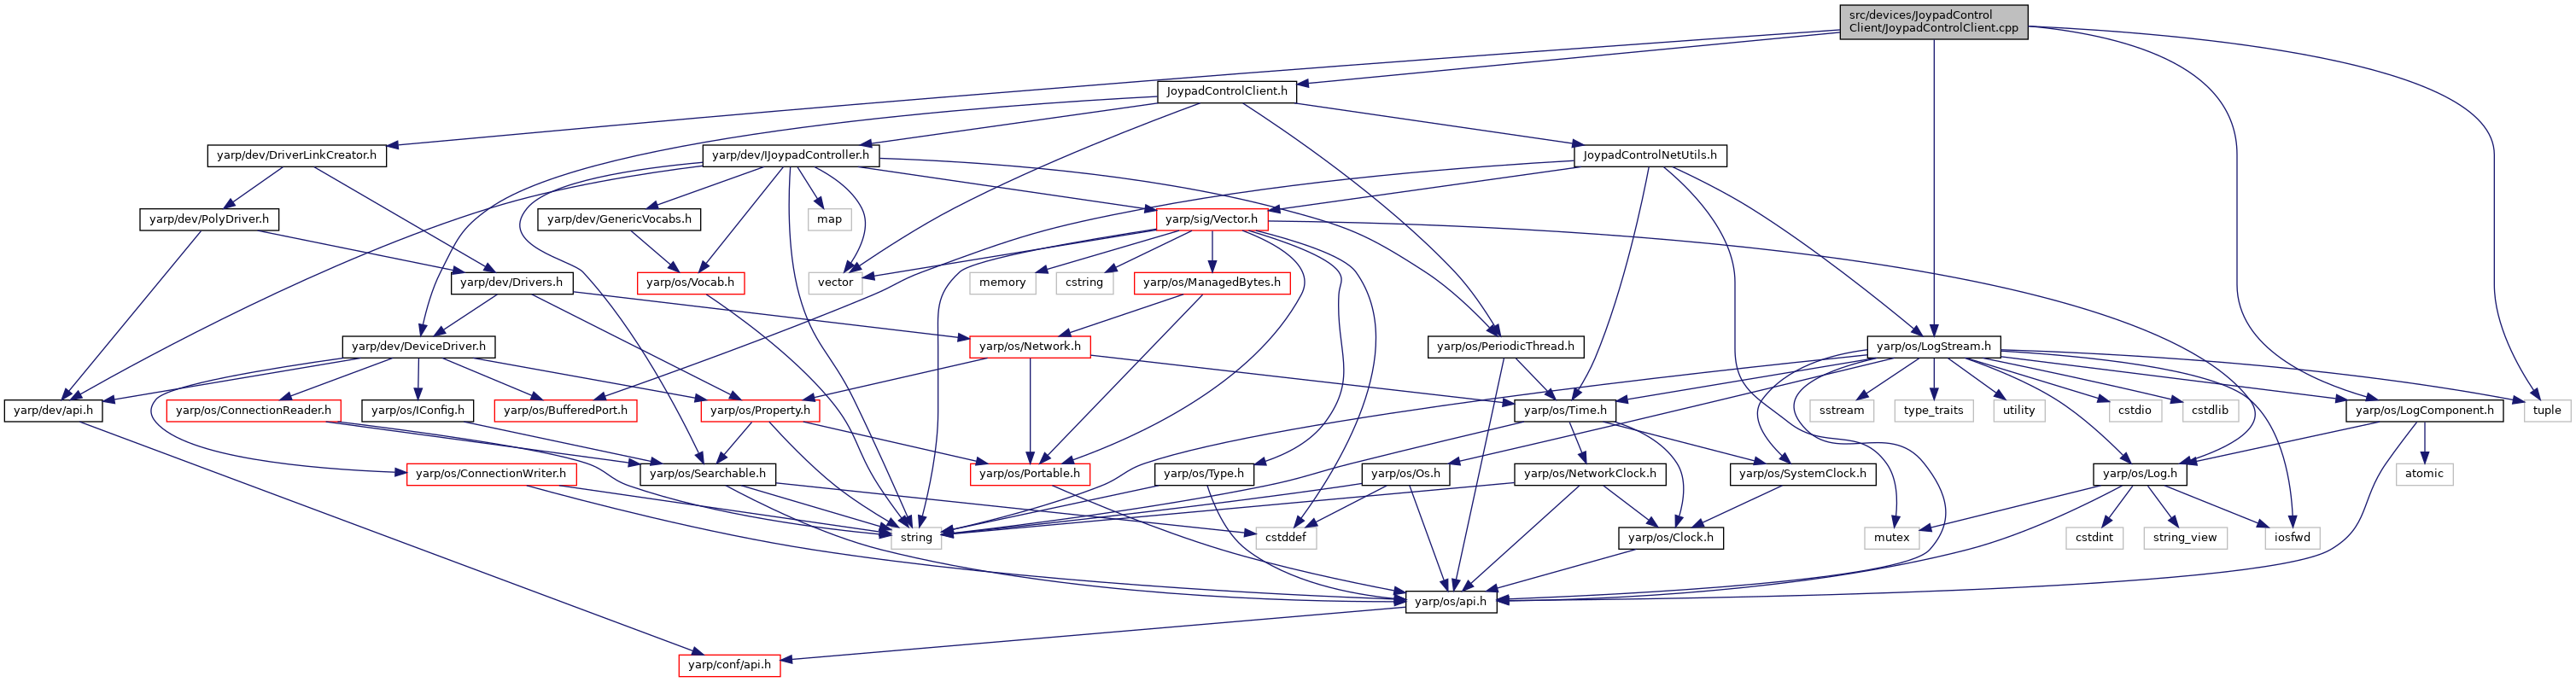 src/devices/JoypadControl
Client/JoypadControlClient.cpp
JoypadControlClient.h
yarp/dev/DriverLinkCreator.h
yarp/dev/IJoypadController.h
JoypadControlNetUtils.h
yarp/dev/PolyDriver.h
yarp/dev/GenericVocabs.h
map
yarp/sig/Vector.h
yarp/dev/Drivers.h
yarp/os/Vocab.h
vector
memory
cstring
yarp/os/ManagedBytes.h
yarp/dev/DeviceDriver.h
yarp/os/Network.h
yarp/os/PeriodicThread.h
yarp/os/LogStream.h
yarp/dev/api.h
yarp/os/ConnectionReader.h
yarp/os/IConfig.h
yarp/os/BufferedPort.h
yarp/os/Property.h
yarp/os/Time.h
sstream
type_traits
utility
cstdio
cstdlib
yarp/os/LogComponent.h
tuple
yarp/os/ConnectionWriter.h
yarp/os/Searchable.h
yarp/os/Portable.h
yarp/os/Type.h
yarp/os/Os.h
yarp/os/NetworkClock.h
yarp/os/SystemClock.h
yarp/os/Log.h
atomic
string
cstddef
yarp/os/Clock.h
mutex
cstdint
string_view
iosfwd
yarp/os/api.h
yarp/conf/api.h